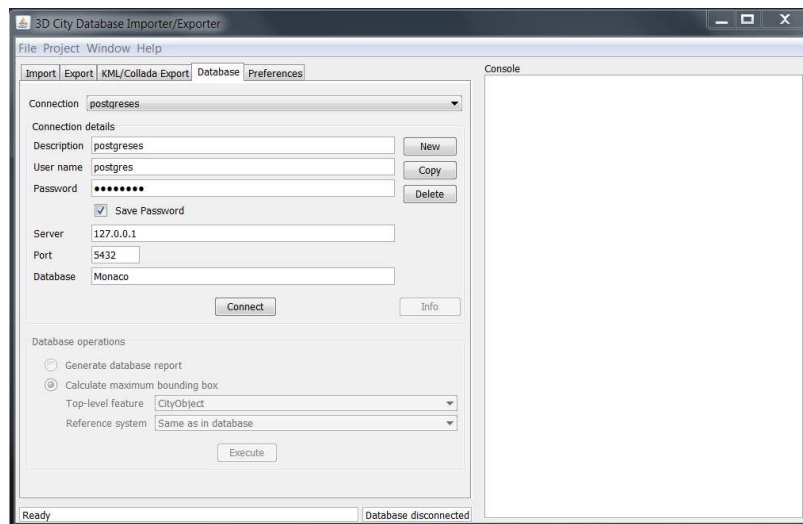 3D City Database Importer/Exporter
File Project Window Help
Import Export KML/Collada Export Database Preferences
Console
Connection postgreses
Connection details
Description postgreses New
User name postgres Copy
Password ●●●●●●●● Delete
Save Password
Server 127.0.0.1
Port 5432
Database Monaco
Connect Info
Database operations
Generate database report
Calculate maximum bounding box
Top-level feature CityObject
Reference system Same as in database
Execute
Ready Database disconnected